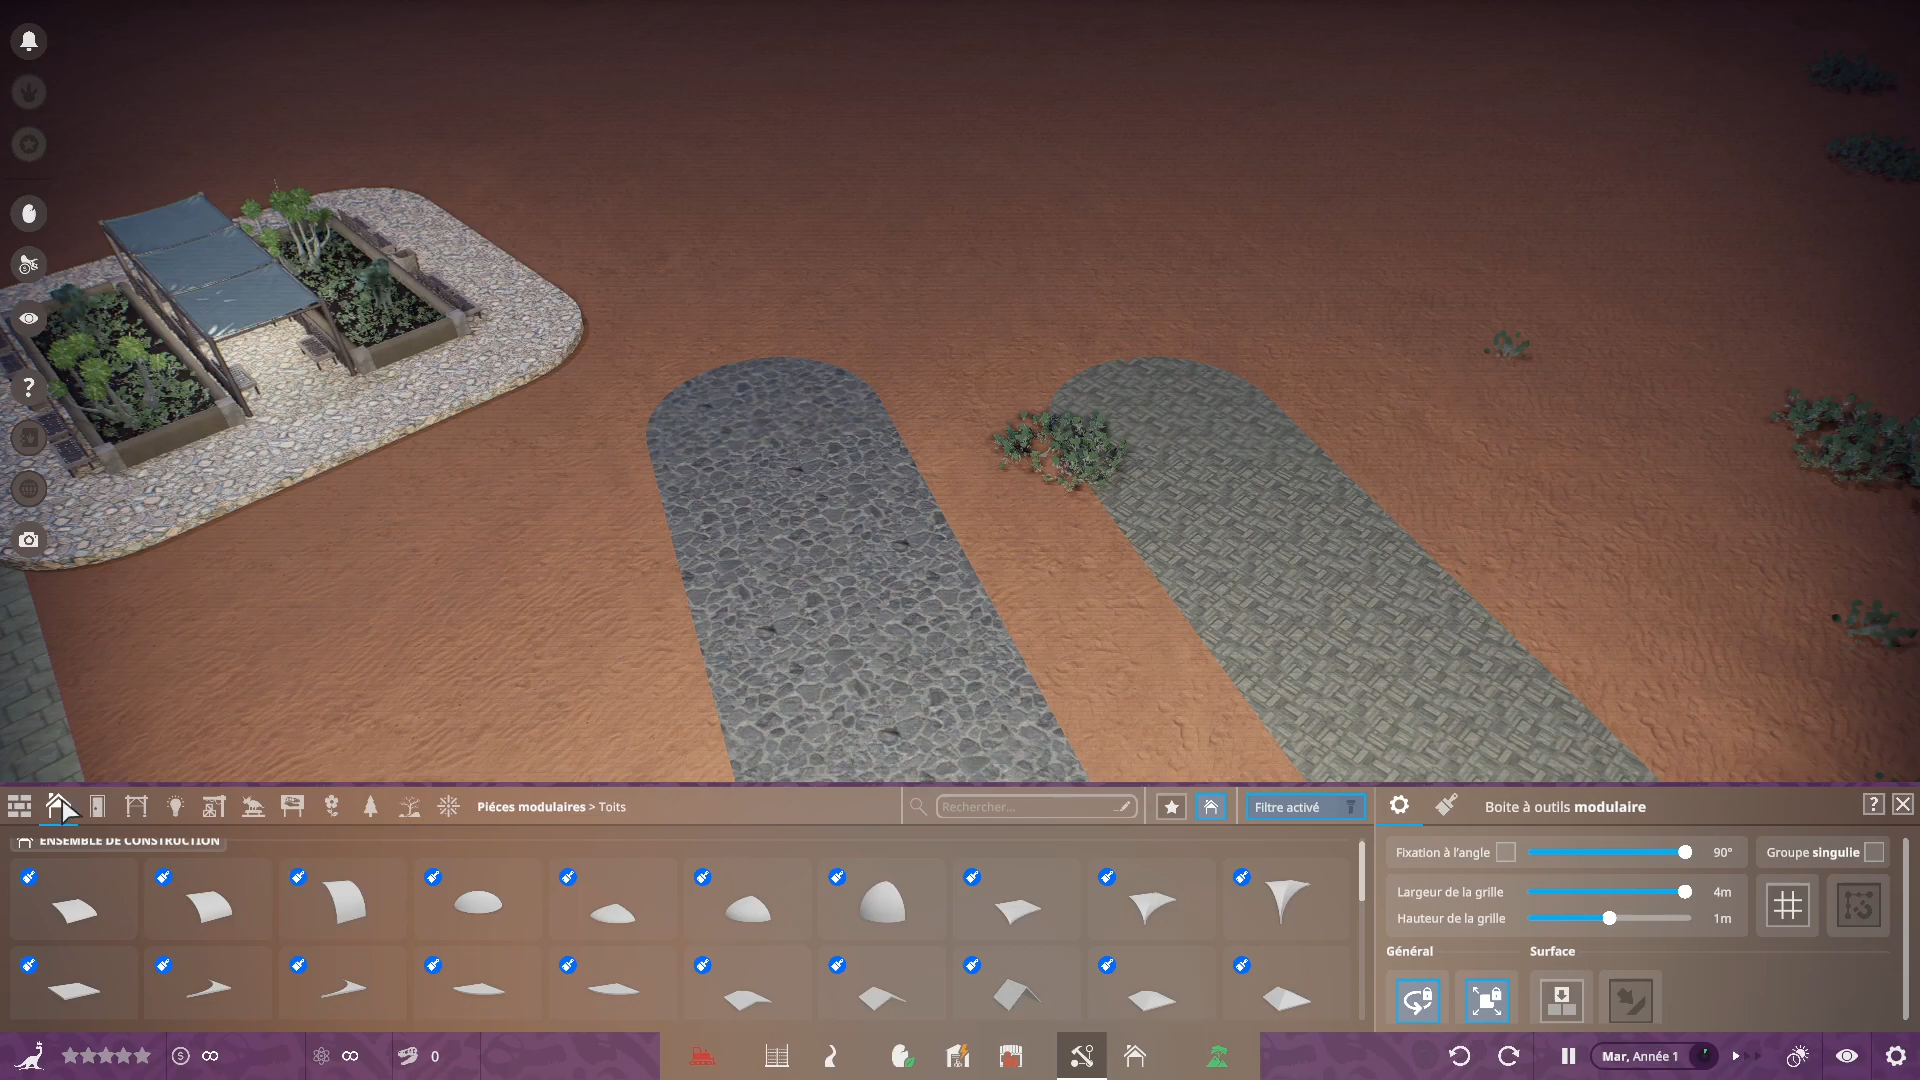 Piéces modulaires > Toits
Rechercher...
Filtre activé
Boite à outils modulaire
?
ENSEMBLE DE CONSTRUCTION
Fixation à l'angle
90°
Groupe singulie
Largeur de la grille
4m
Hauteur de la grille
1m
Général
Surface
∞
∞
0
Mar, Année 1